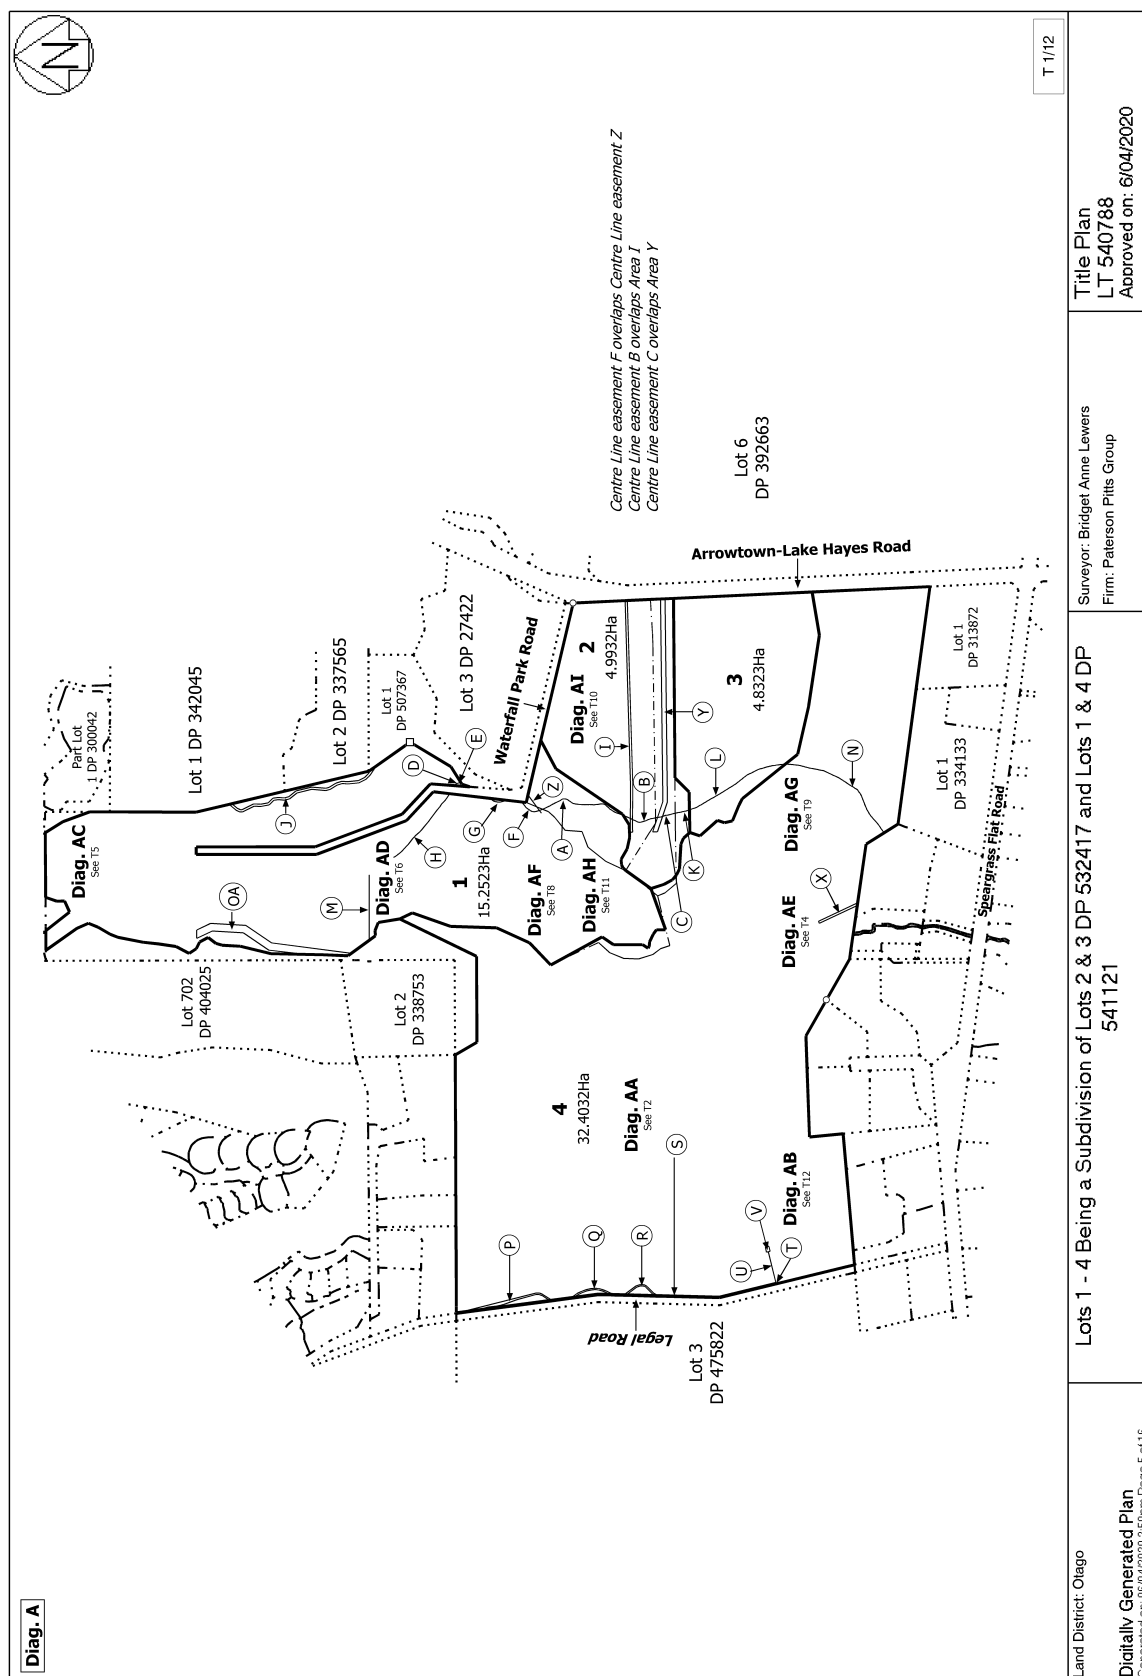 Diag. A
N
T 1/12
Part Lot
1 DP 300042
Lot 1 DP 342045
Lot 2 DP 337565
Lot 1
DP 507367
Lot 3 DP 27422
Waterfall Park Road
Diag. AC
See T5
J
OA
M
Diag. AD
See T6
H
D
E
G
F
Z
A
1
15.2523Ha
Diag. AF
See T8
Diag. AH
See T11
Diag. AI
See T10
2
4.9932Ha
I
B
Y
L
K
C
3
4.8323Ha
N
Diag. AG
See T9
X
Diag. AE
See T4
Lot 702
DP 404025
Lot 2
DP 338753
4
32.4032Ha
Diag. AA
See T2
S
P
Q
R
V
U
T
Diag. AB
See T12
Legal Road
Lot 3
DP 475822
Centre Line easement F overlaps Centre Line easement Z
Centre Line easement B overlaps Area I
Centre Line easement C overlaps Area Y
Lot 6
DP 392663
Arrowtown-Lake Hayes Road
Lot 1
DP 313872
Lot 1
DP 334133
Speargrass Flat Road
Land District: Otago
Digitally Generated Plan
Lots 1 - 4 Being a Subdivision of Lots 2 & 3 DP 532417 and Lots 1 & 4 DP
541121
Surveyor: Bridget Anne Lewers
Firm: Paterson Pitts Group
Title Plan
LT 540788
Approved on: 6/04/2020